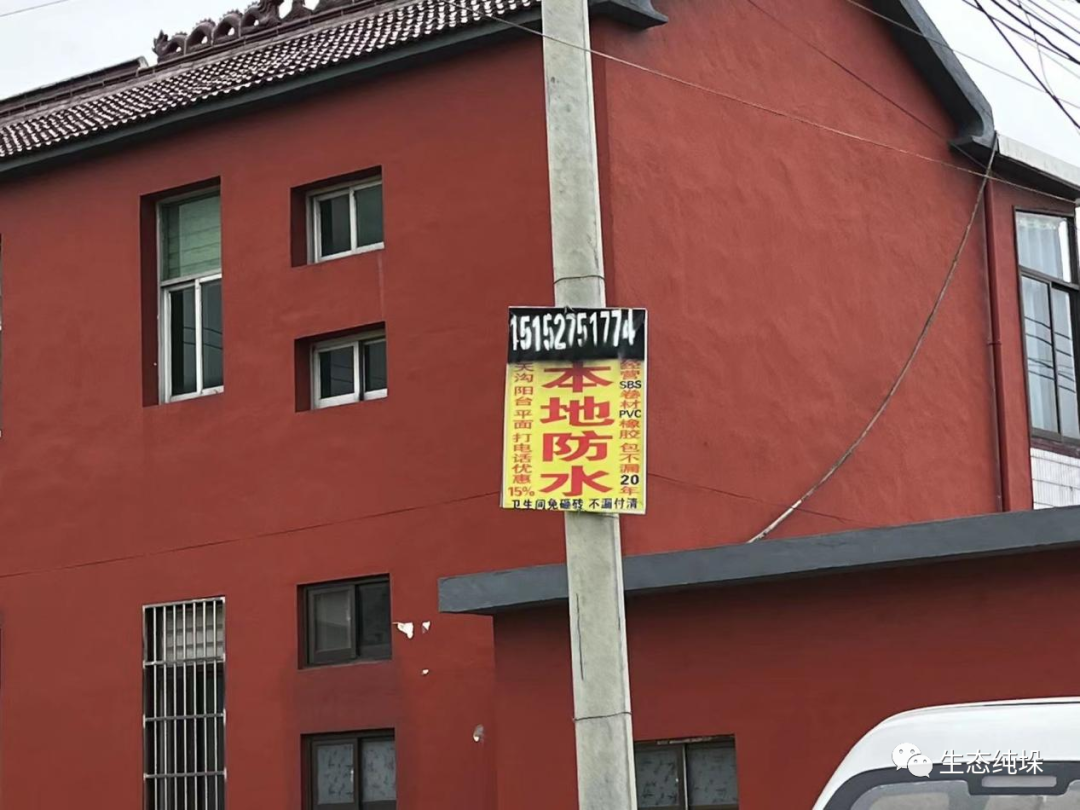 15152751774
本地防水
天沟 阳台 平面 打电话优惠15%
经营SBS卷材PVC橡胶 包不漏20年
卫生间免砸砖 不漏付清
生态纯垛